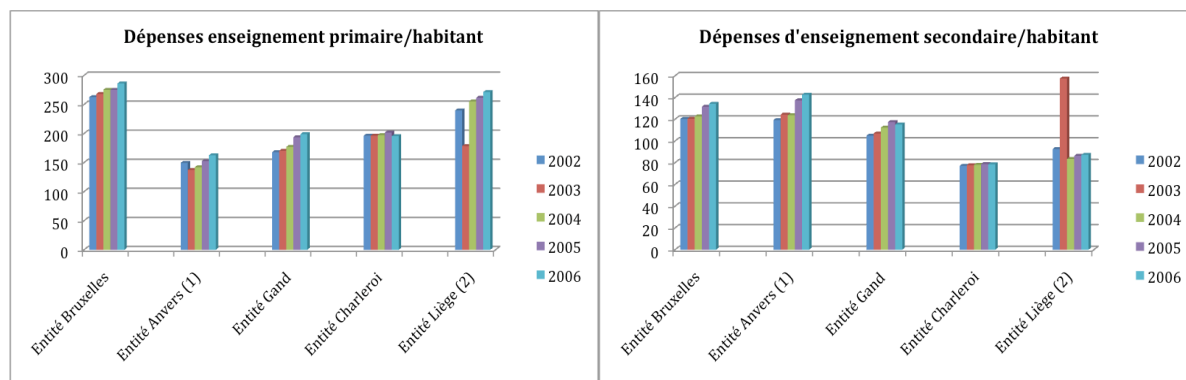 Dépenses enseignement primaire/habitant
300
250
200
150
100
50
0
Entité Bruxelles
Entité Anvers (1)
Entité Gand
Entité Charleroi
Entité Liège (2)
2002
2003
2004
2005
2006
Dépenses d'enseignement secondaire/habitant
160
140
120
100
80
60
40
20
0
Entité Bruxelles
Entité Anvers (1)
Entité Gand
Entité Charleroi
Entité Liège (2)
2002
2003
2004
2005
2006